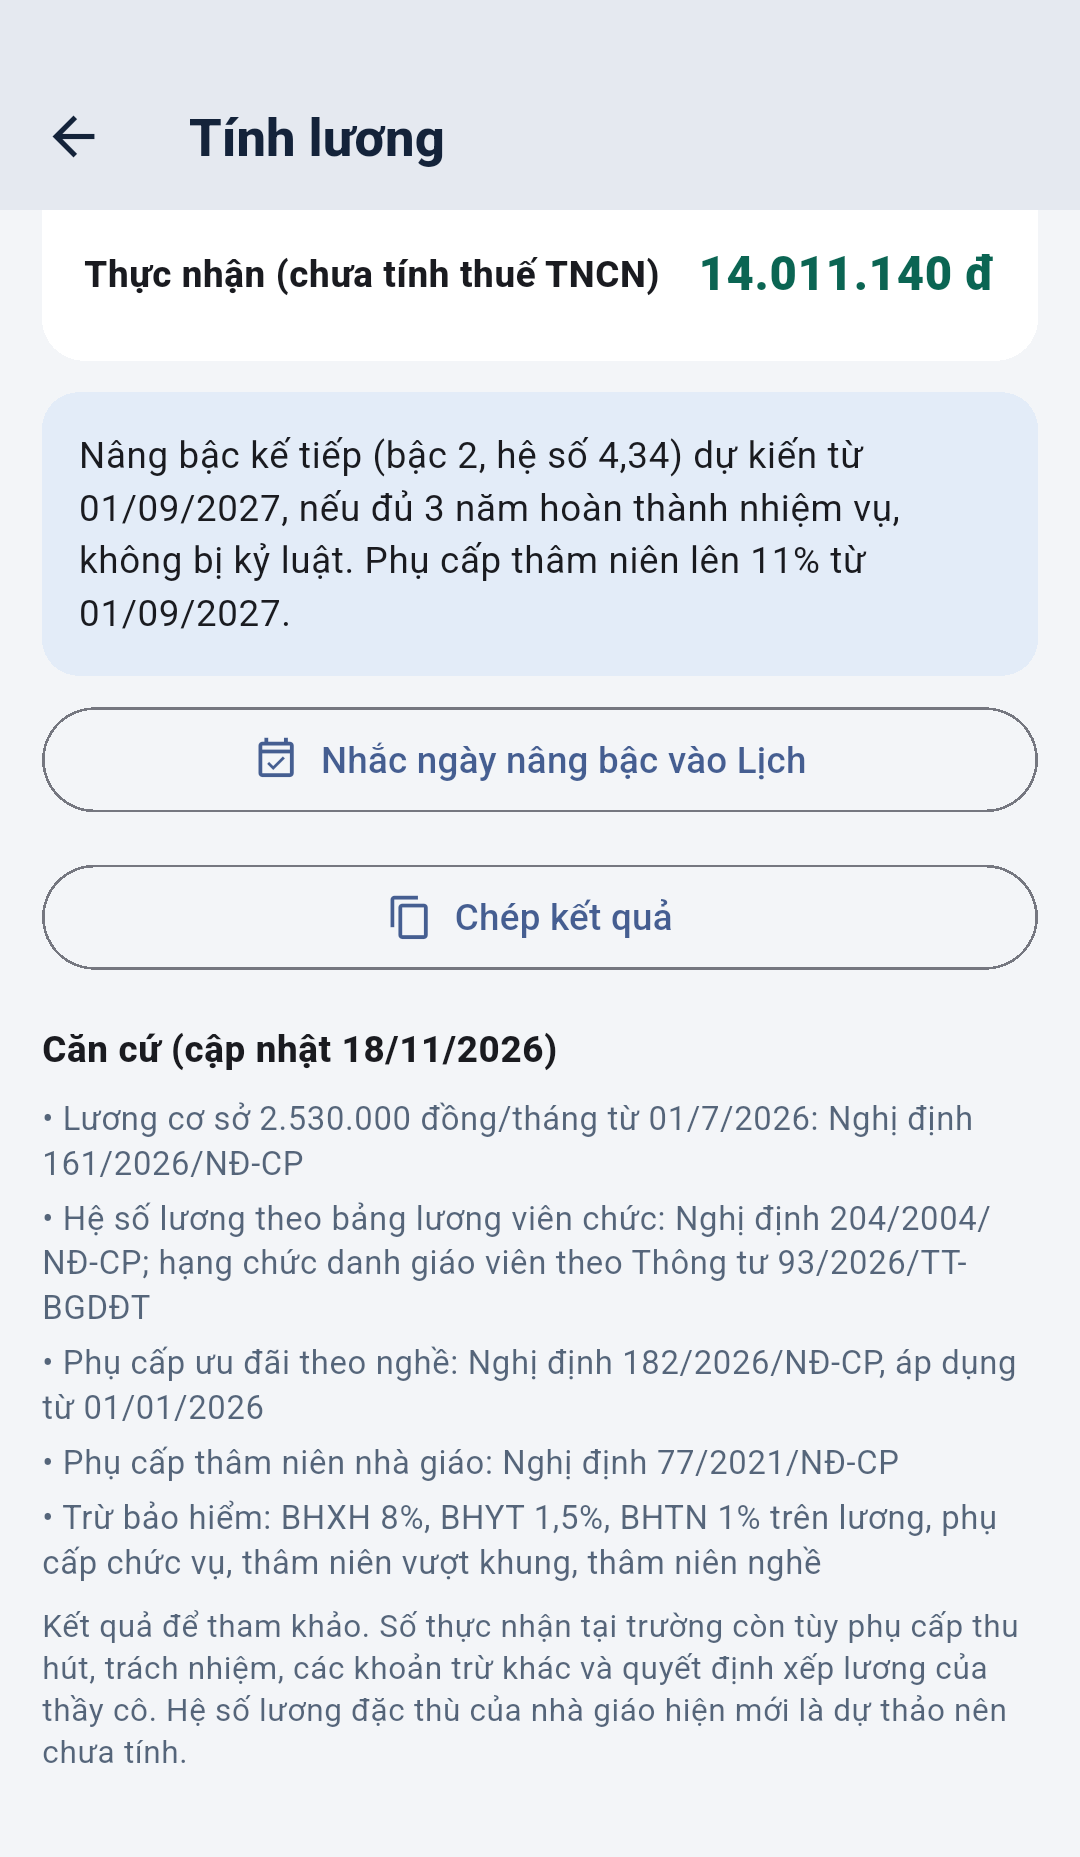 Tính lương
Thực nhận (chưa tính thuế TNCN) 14.011.140 đ
Nâng bậc kế tiếp (bậc 2, hệ số 4,34) dự kiến từ
01/09/2027, nếu đủ 3 năm hoàn thành nhiệm vụ,
không bị kỷ luật. Phụ cấp thâm niên lên 11% từ
01/09/2027.
Nhắc ngày nâng bậc vào Lịch
Chép kết quả
Căn cứ (cập nhật 18/11/2026)
• Lương cơ sở 2.530.000 đồng/tháng từ 01/7/2026: Nghị định
161/2026/NĐ-CP
• Hệ số lương theo bảng lương viên chức: Nghị định 204/2004/
NĐ-CP; hạng chức danh giáo viên theo Thông tư 93/2026/TT-
BGDĐT
• Phụ cấp ưu đãi theo nghề: Nghị định 182/2026/NĐ-CP, áp dụng
từ 01/01/2026
• Phụ cấp thâm niên nhà giáo: Nghị định 77/2021/NĐ-CP
• Trừ bảo hiểm: BHXH 8%, BHYT 1,5%, BHTN 1% trên lương, phụ
cấp chức vụ, thâm niên vượt khung, thâm niên nghề
Kết quả để tham khảo. Số thực nhận tại trường còn tùy phụ cấp thu
hút, trách nhiệm, các khoản trừ khác và quyết định xếp lương của
thầy cô. Hệ số lương đặc thù của nhà giáo hiện mới là dự thảo nên
chưa tính.